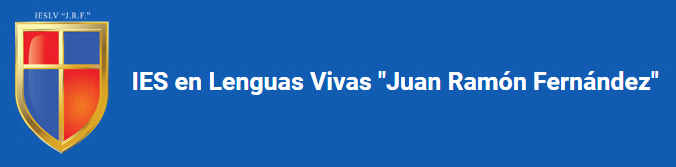 IESLV "J.R.F."
IES en Lenguas Vivas "Juan Ramón Fernández"